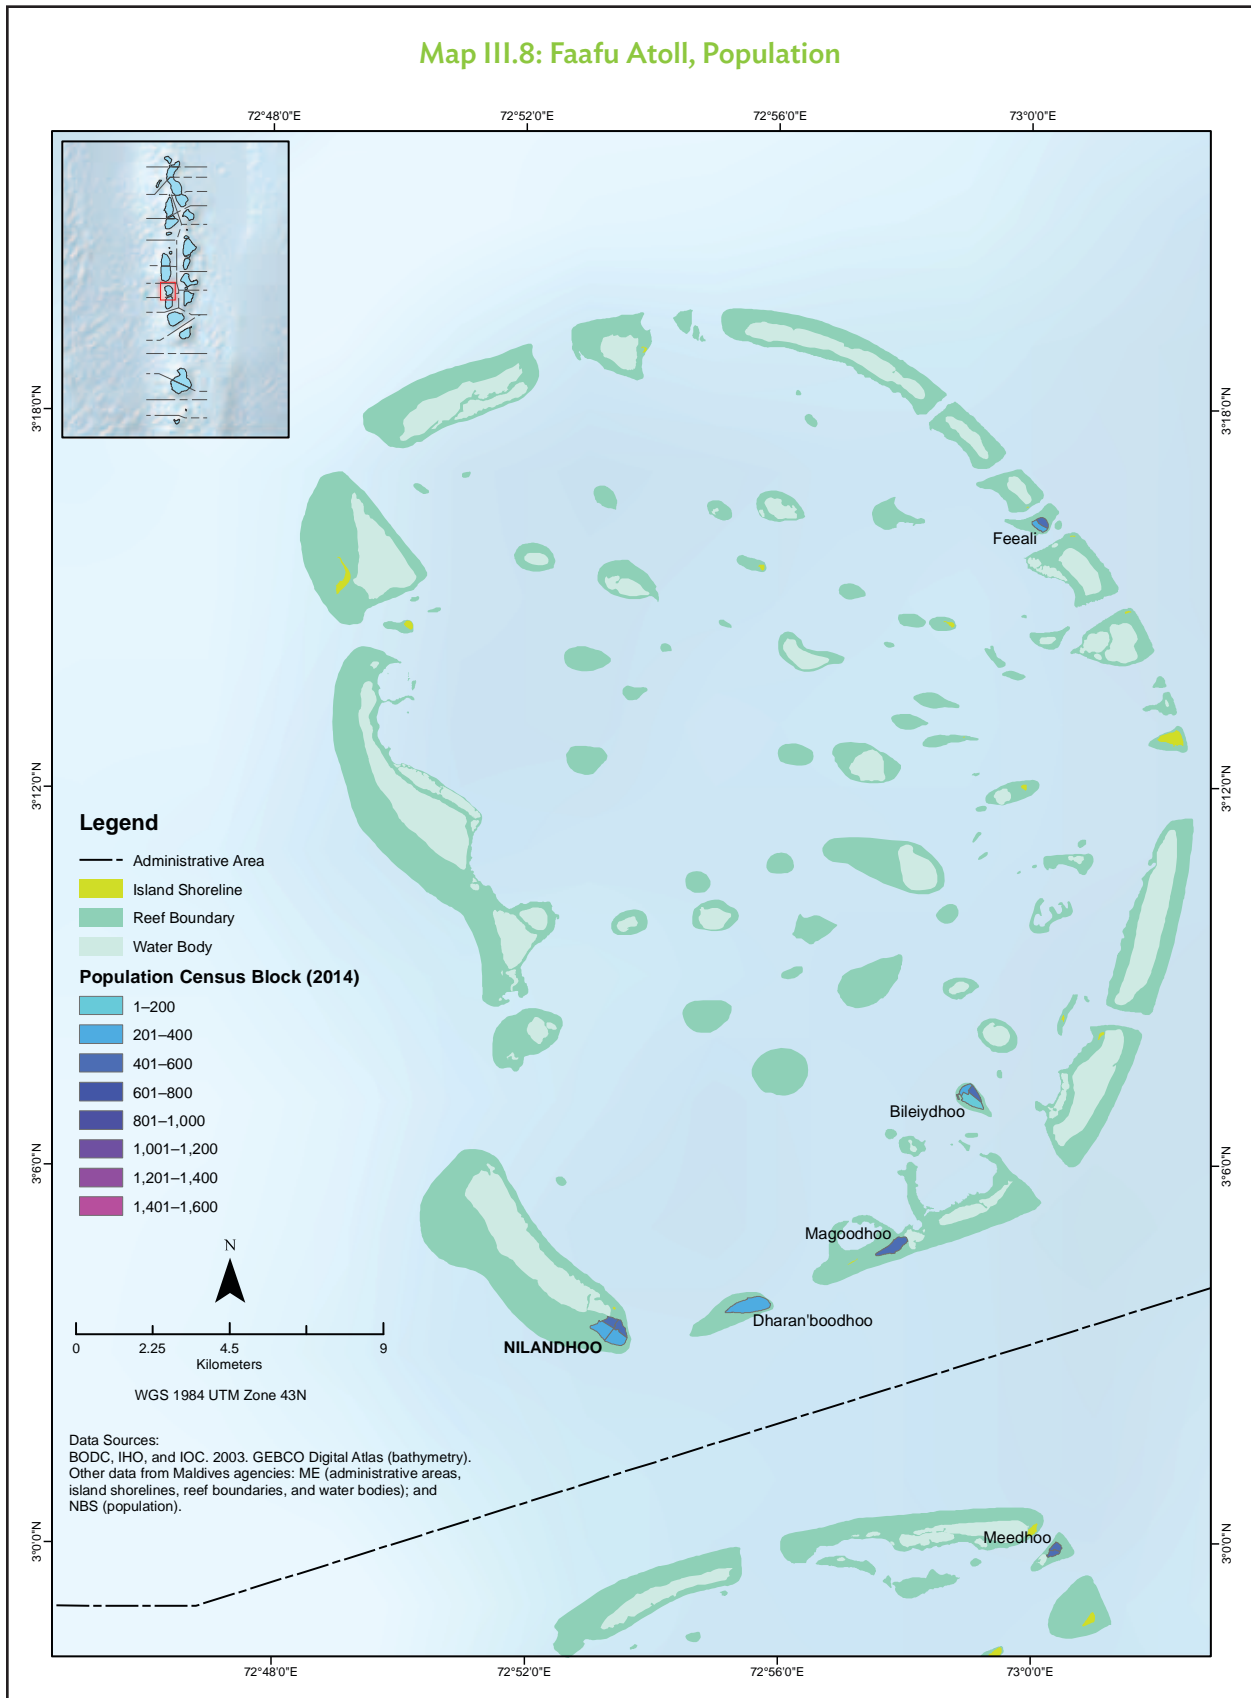 Map III.8: Faafu Atoll, Population
72°48'0"E
72°52'0"E
72°56'0"E
73°0'0"E
3°18'0"N
3°18'0"N
Feeali
3°12'0"N
3°12'0"N
Legend
Administrative Area
Island Shoreline
Reef Boundary
Water Body
Population Census Block (2014)
1–200
201–400
401–600
601–800
801–1,000
1,001–1,200
1,201–1,400
1,401–1,600
Bileiydhoo
3°6'0"N
3°6'0"N
Magoodhoo
Dharan'boodhoo
NILANDHOO
N
0
2.25
4.5
9
Kilometers
WGS 1984 UTM Zone 43N
Data Sources:
BODC, IHO, and IOC. 2003. GEBCO Digital Atlas (bathymetry).
Other data from Maldives agencies: ME (administrative areas,
island shorelines, reef boundaries, and water bodies); and
NBS (population).
3°0'0"N
3°0'0"N
Meedhoo
72°48'0"E
72°52'0"E
72°56'0"E
73°0'0"E